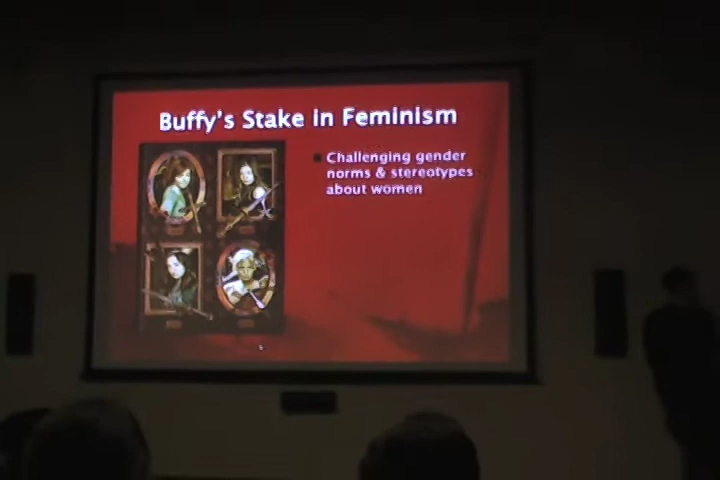 Buffy's Stake in Feminism
Challenging gender
norms & stereotypes
about women